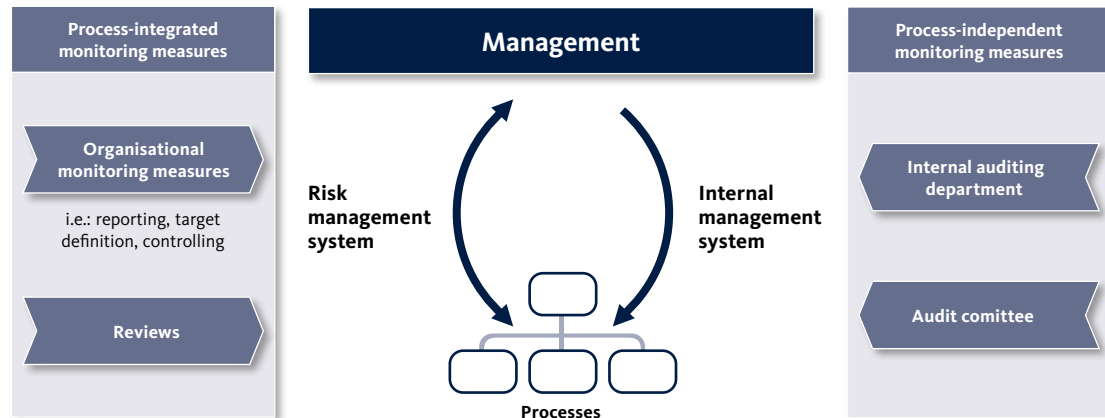 Process-integrated
monitoring measures
Organisational
monitoring measures
i.e.: reporting, target
definition, controlling
Reviews
Management
Risk
management
system
Internal
management
system
Processes
Process-independent
monitoring measures
Internal auditing
department
Audit comittee